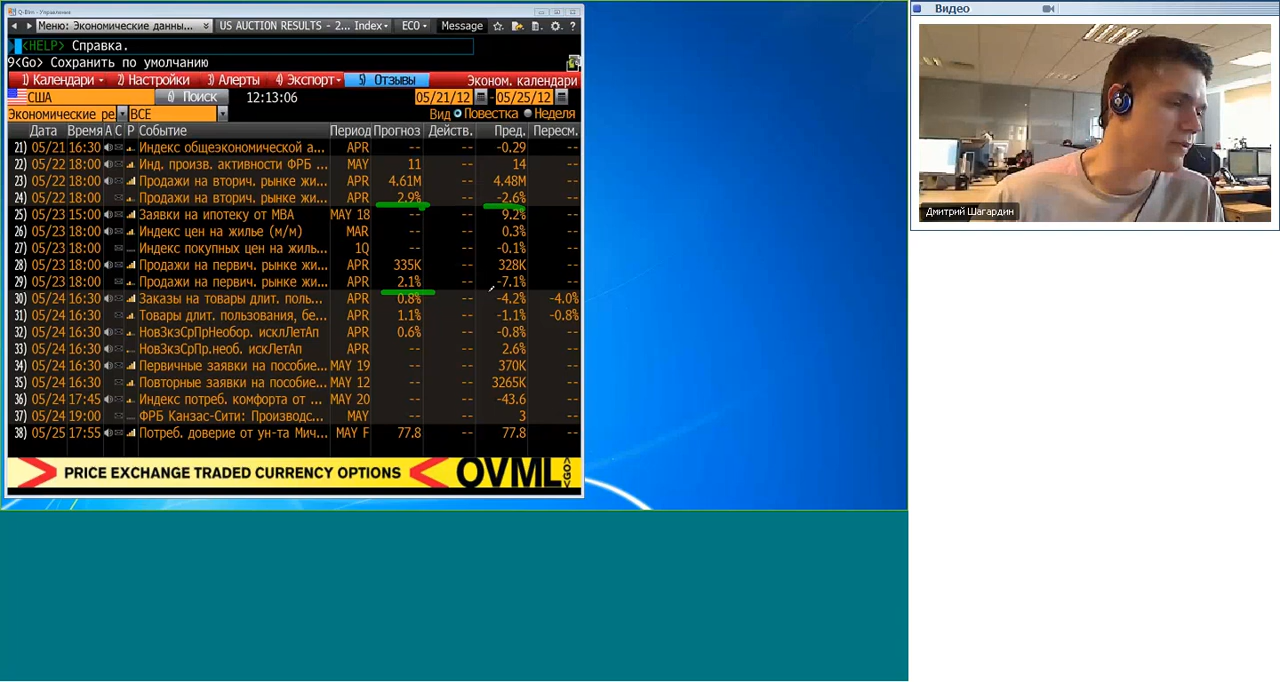 Q-Blm - Управление
Меню: Экономические данны... US AUCTION RESULTS - 2... Index ECO Message ?
<HELP> Справка.
9<Go> Сохранить по умолчанию
1) Календари 2) Настройки 3) Алерты 4) Экспорт 5) Отзывы Эконом. календари
США 6) Поиск 12:13:06 05/21/12 - 05/25/12
Экономические ре ВСЕ Вид Повестка Неделя
Дата Время A С Р Событие Период Прогноз Действ. Пред. Пересм.
21) 05/21 16:30 Индекс общеэкономической а... APR -- -- -0.29 --
22) 05/22 18:00 Инд. произв. активности ФРБ ... MAY 11 -- 14 --
23) 05/22 18:00 Продажи на вторич. рынке жи... APR 4.61M -- 4.48M --
24) 05/22 18:00 Продажи на вторич. рынке жи... APR 2.9% -- -2.6% --
25) 05/23 15:00 Заявки на ипотеку от MBA MAY 18 -- -- 9.2% --
26) 05/23 18:00 Индекс цен на жилье (м/м) MAR -- -- 0.3% --
27) 05/23 18:00 Индекс покупных цен на жиль... 1Q -- -- -0.1% --
28) 05/23 18:00 Продажи на первич. рынке жи... APR 335K -- 328K --
29) 05/23 18:00 Продажи на первич. рынке жи... APR 2.1% -- -7.1% --
30) 05/24 16:30 Заказы на товары длит. поль... APR 0.8% -- -4.2% -4.0%
31) 05/24 16:30 Товары длит. пользования, бе... APR 1.1% -- -1.1% -0.8%
32) 05/24 16:30 НовЗкзСрПрНеобор. исклЛетАп APR 0.6% -- -0.8% --
33) 05/24 16:30 НовЗкзСрПр.необ. искЛетАп APR -- -- 2.6% --
34) 05/24 16:30 Первичные заявки на пособие... MAY 19 -- -- 370K --
35) 05/24 16:30 Повторные заявки на пособие... MAY 12 -- -- 3265K --
36) 05/24 17:45 Индекс потреб. комфорта от ... MAY 20 -- -- -43.6 --
37) 05/24 19:00 ФРБ Канзас-Сити: Производс... MAY -- -- 3 --
38) 05/25 17:55 Потреб. доверие от ун-та Мич... MAY F 77.8 -- 77.8 --
PRICE EXCHANGE TRADED CURRENCY OPTIONS OVML <GO>
Видео
Дмитрий Шагардин